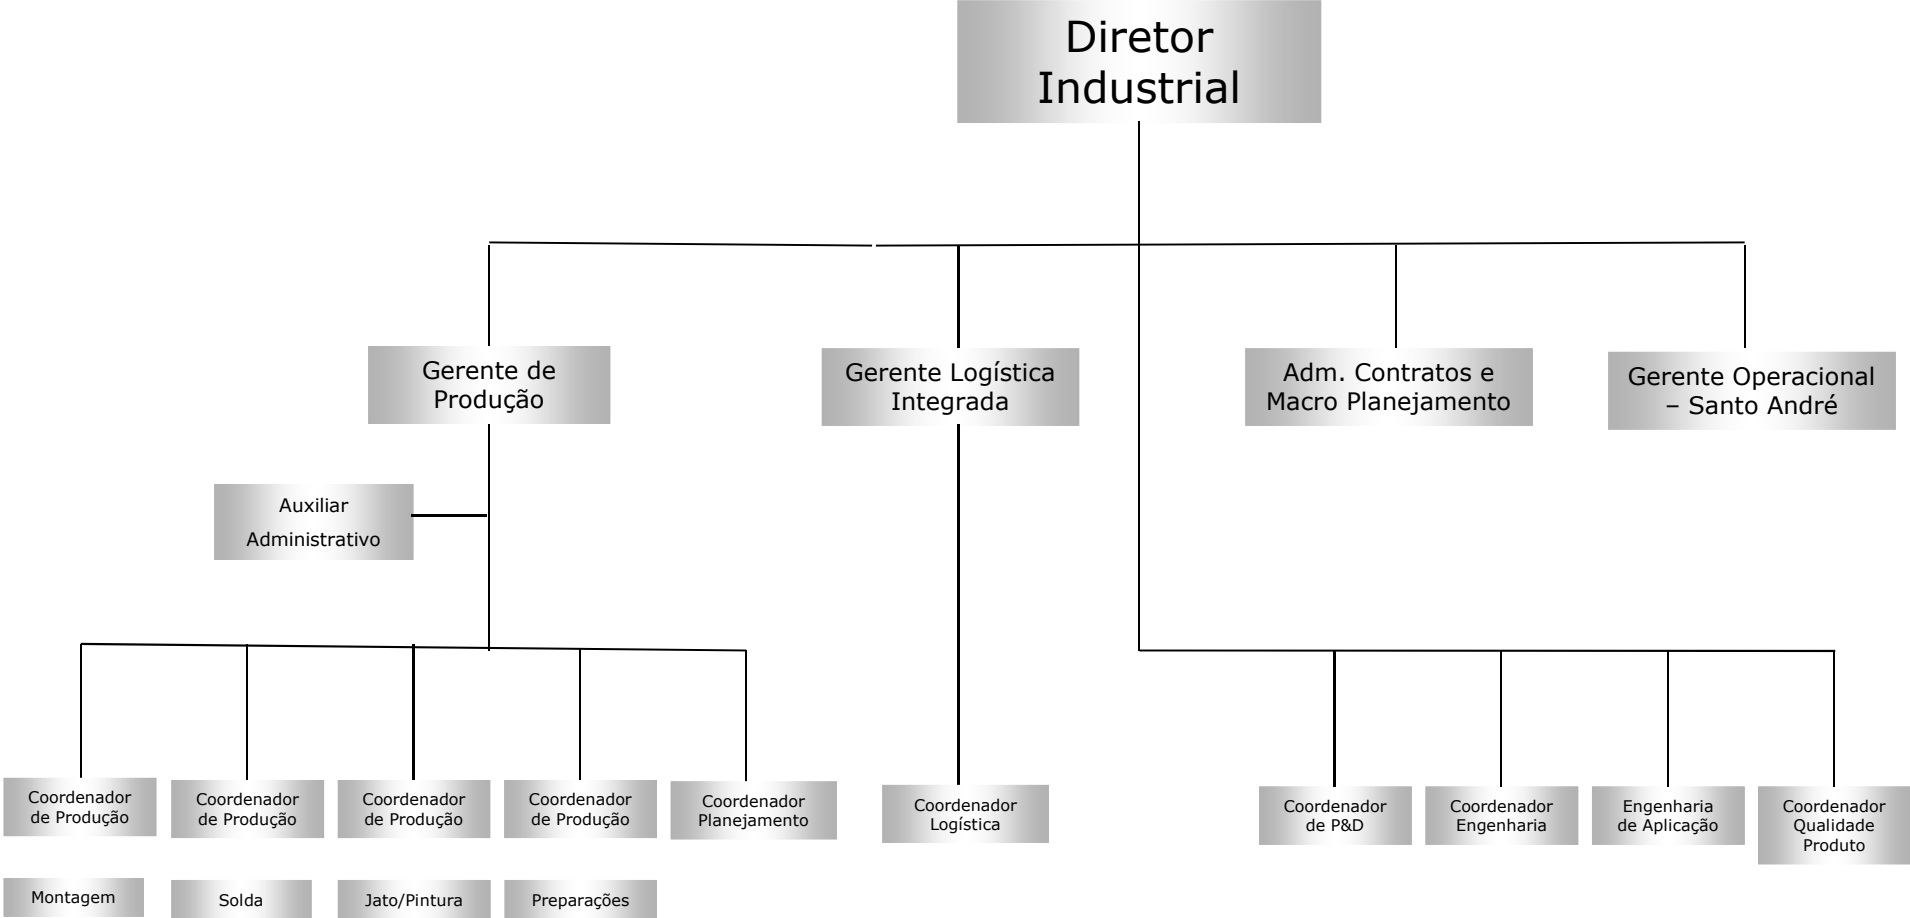 Diretor
Industrial
Gerente de
Produção
Gerente Logística
Integrada
Adm. Contratos e
Macro Planejamento
Gerente Operacional
– Santo André
Auxiliar
Administrativo
Coordenador
de Produção
Coordenador
de Produção
Coordenador
de Produção
Coordenador
de Produção
Coordenador
Planejamento
Coordenador
Logística
Coordenador
de P&D
Coordenador
Engenharia
Engenharia
de Aplicação
Coordenador
Qualidade
Produto
Montagem
Solda
Jato/Pintura
Preparações